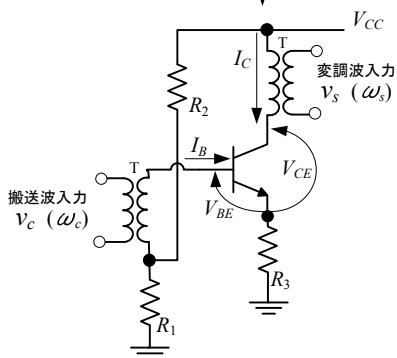 V_CC
I_C
T
変調波入力
v_s (ω_s)
R_2
I_B
T
V_CE
搬送波入力
v_c (ω_c)
V_BE
R_3
R_1